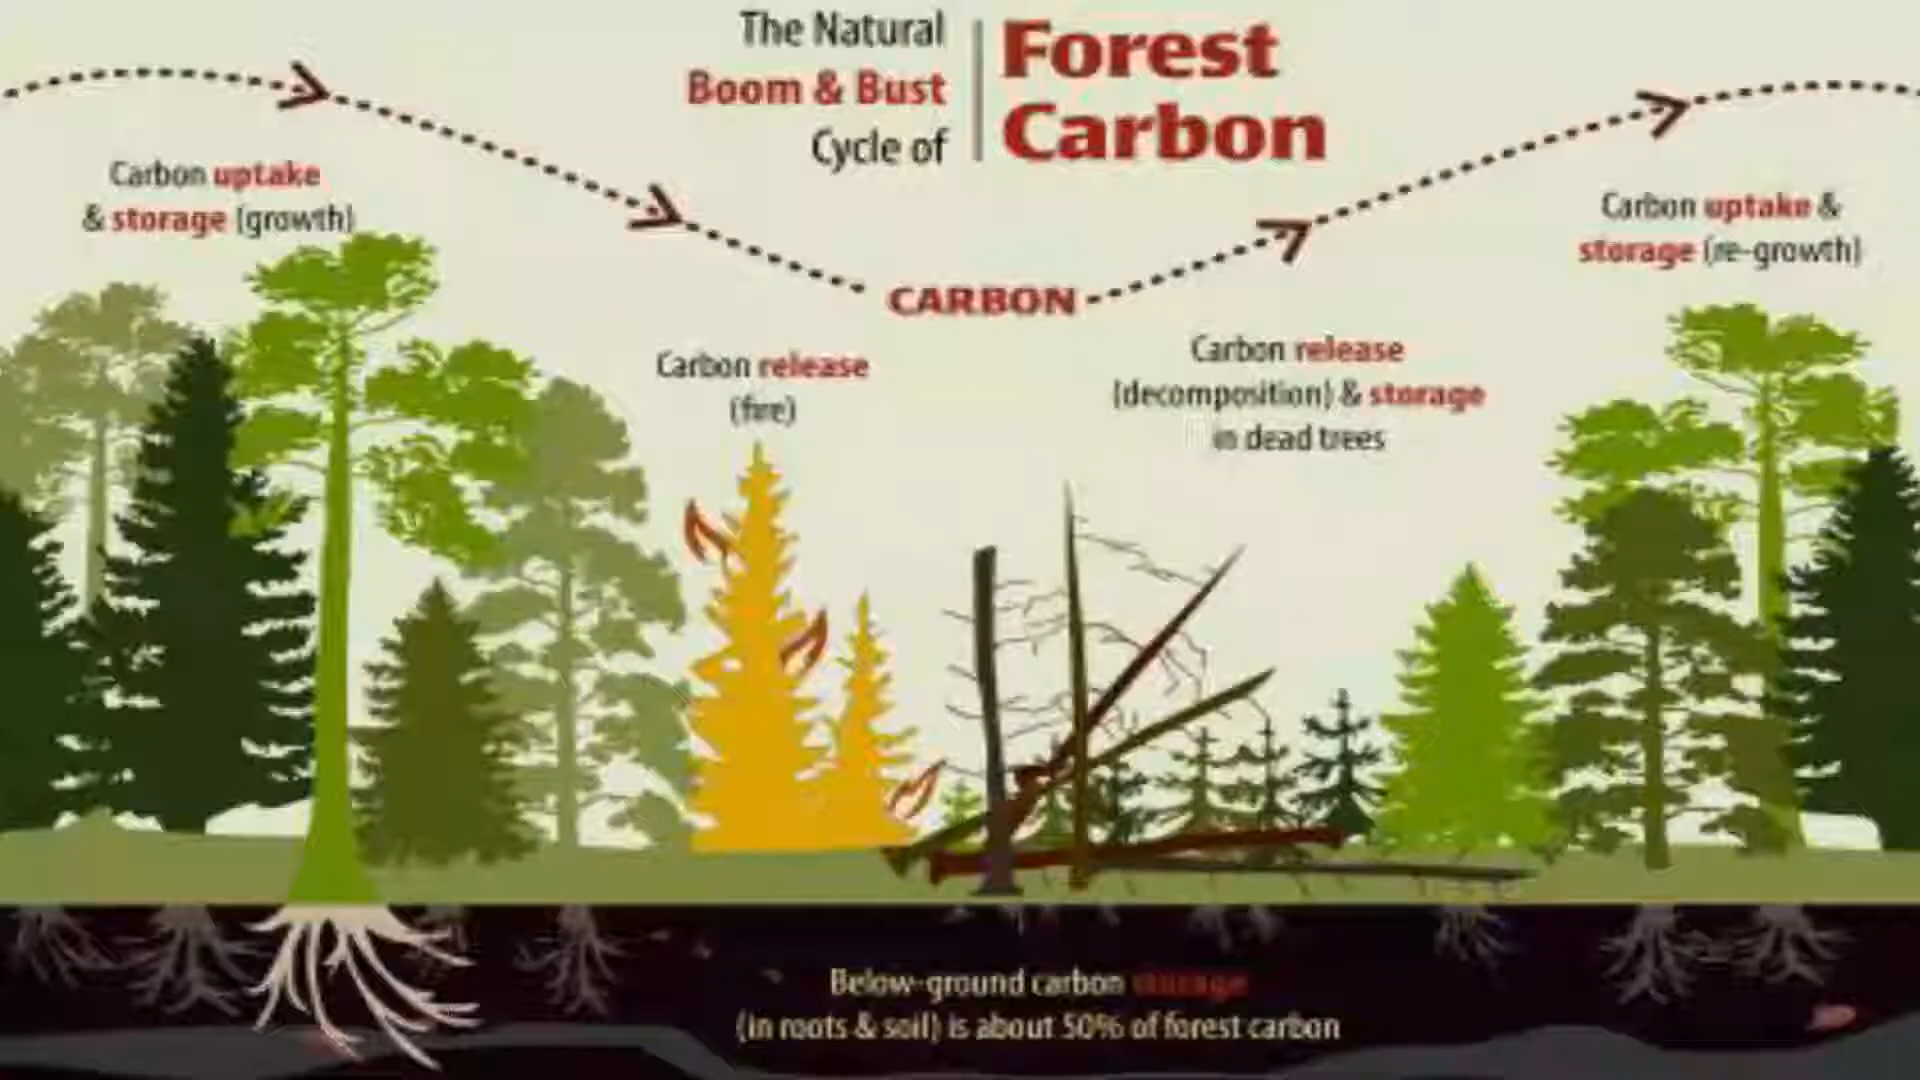 The Natural
Boom & Bust
Cycle of
Forest
Carbon
Carbon uptake
& storage (growth)
CARBON
Carbon uptake &
storage (re-growth)
Carbon release
(fire)
Carbon release
(decomposition) & storage
in dead trees
Below-ground carbon storage
(in roots & soil) is about 50% of forest carbon